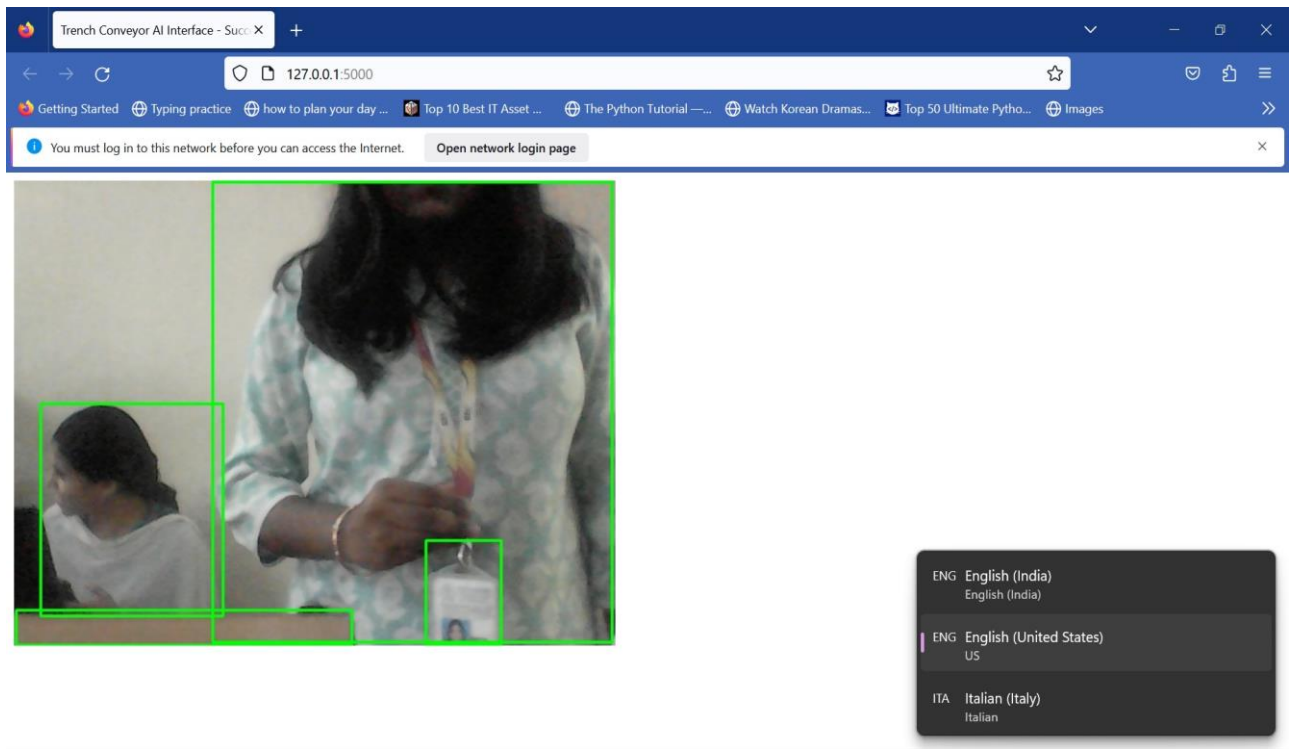 Trench Conveyor AI Interface - Succ
127.0.0.1:5000
Getting Started Typing practice how to plan your day ... Top 10 Best IT Asset ... The Python Tutorial —... Watch Korean Dramas... Top 50 Ultimate Pytho... Images
You must log in to this network before you can access the Internet. Open network login page
ENG English (India)
English (India)
ENG English (United States)
US
ITA Italian (Italy)
Italian